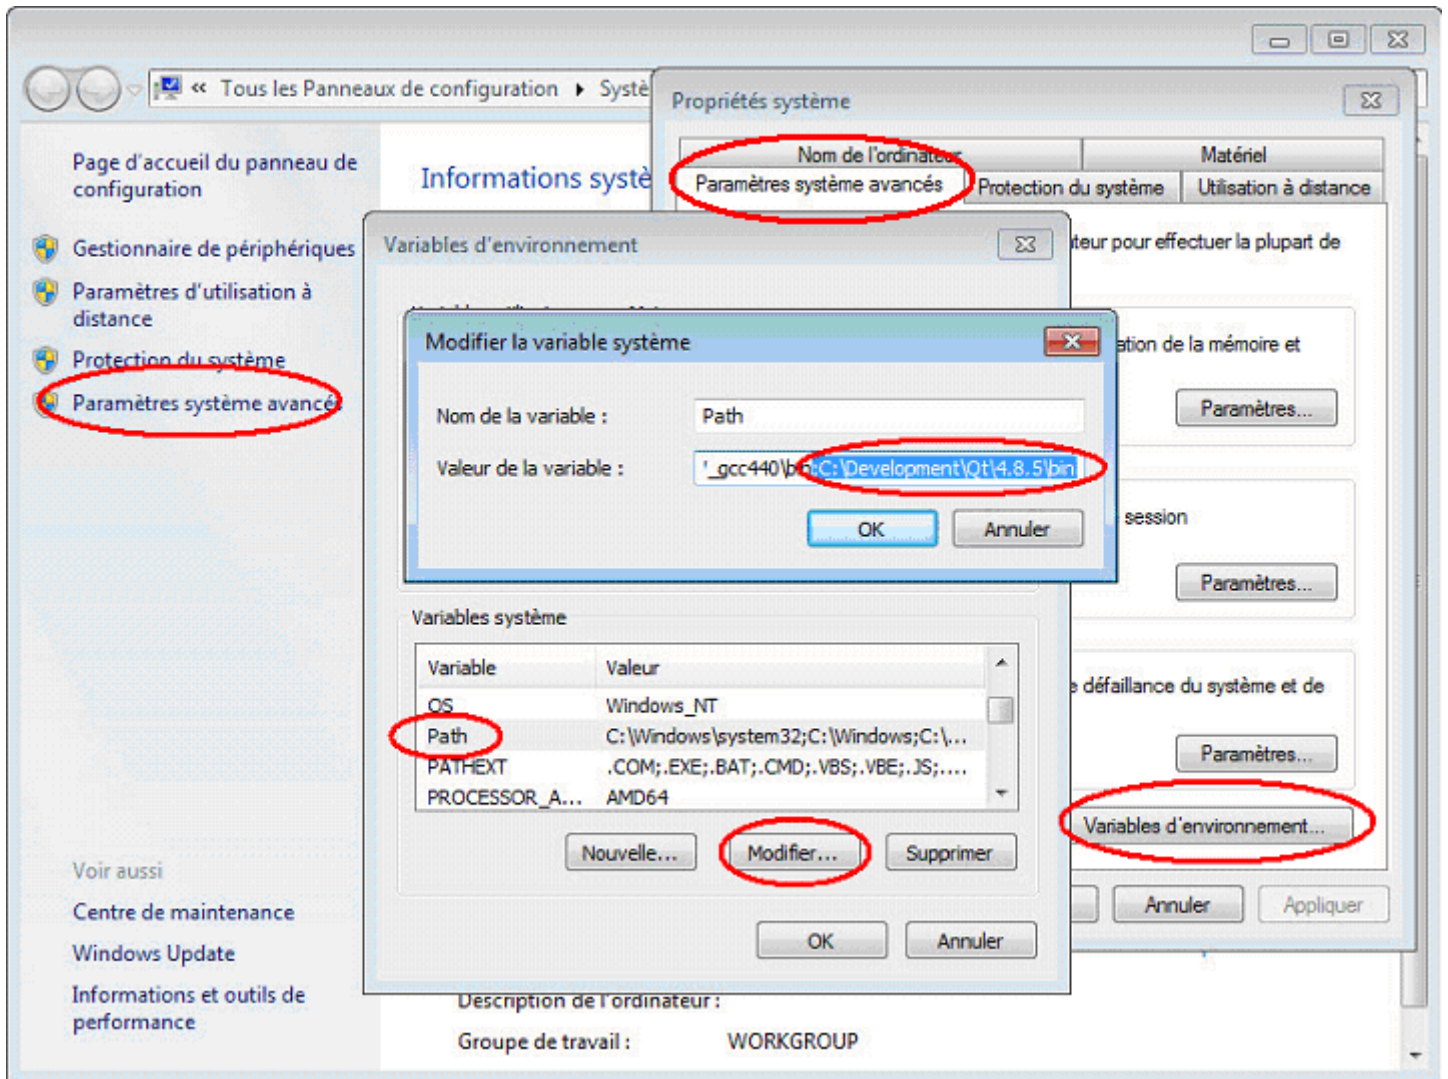 « Tous les Panneaux de configuration ▸ Systè
Propriétés système
Page d'accueil du panneau de
configuration
Gestionnaire de périphériques
Paramètres d'utilisation à
distance
Protection du système
Paramètres système avancés
Voir aussi
Centre de maintenance
Windows Update
Informations et outils de
performance
Informations systè
Nom de l'ordinateur
Matériel
Paramètres système avancés
Protection du système
Utilisation à distance
teur pour effectuer la plupart de
ation de la mémoire et
Paramètres...
session
Paramètres...
défaillance du système et de
Paramètres...
Variables d'environnement...
Annuler
Appliquer
Variables d'environnement
Modifier la variable système
Nom de la variable :
Path
Valeur de la variable :
_gcc440\bin;C:\Development\Qt\4.8.5\bin
OK
Annuler
Variables système
Variable Valeur
OS Windows_NT
Path C:\Windows\system32;C:\Windows;C:\...
PATHEXT .COM;.EXE;.BAT;.CMD;.VBS;.VBE;.JS;....
PROCESSOR_A... AMD64
Nouvelle...
Modifier...
Supprimer
OK
Annuler
Description de l'ordinateur :
Groupe de travail : WORKGROUP